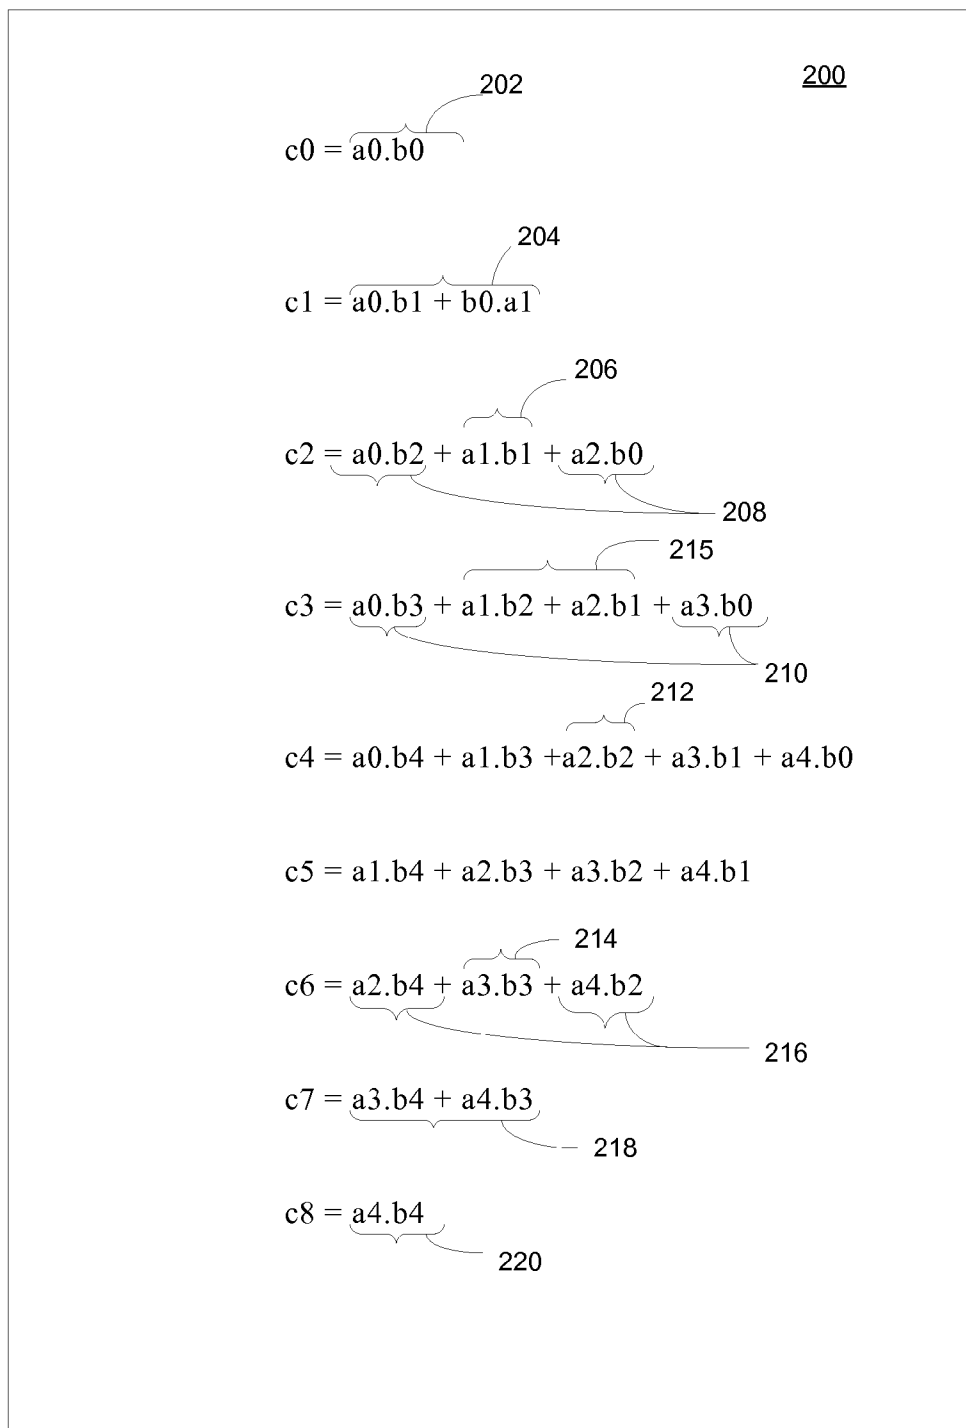 200
202
c0 = a0.b0
204
c1 = a0.b1 + b0.a1
206
c2 = a0.b2 + a1.b1 + a2.b0
208
215
c3 = a0.b3 + a1.b2 + a2.b1 + a3.b0
210
212
c4 = a0.b4 + a1.b3 +a2.b2 + a3.b1 + a4.b0
c5 = a1.b4 + a2.b3 + a3.b2 + a4.b1
214
c6 = a2.b4 + a3.b3 + a4.b2
216
c7 = a3.b4 + a4.b3
218
c8 = a4.b4
220